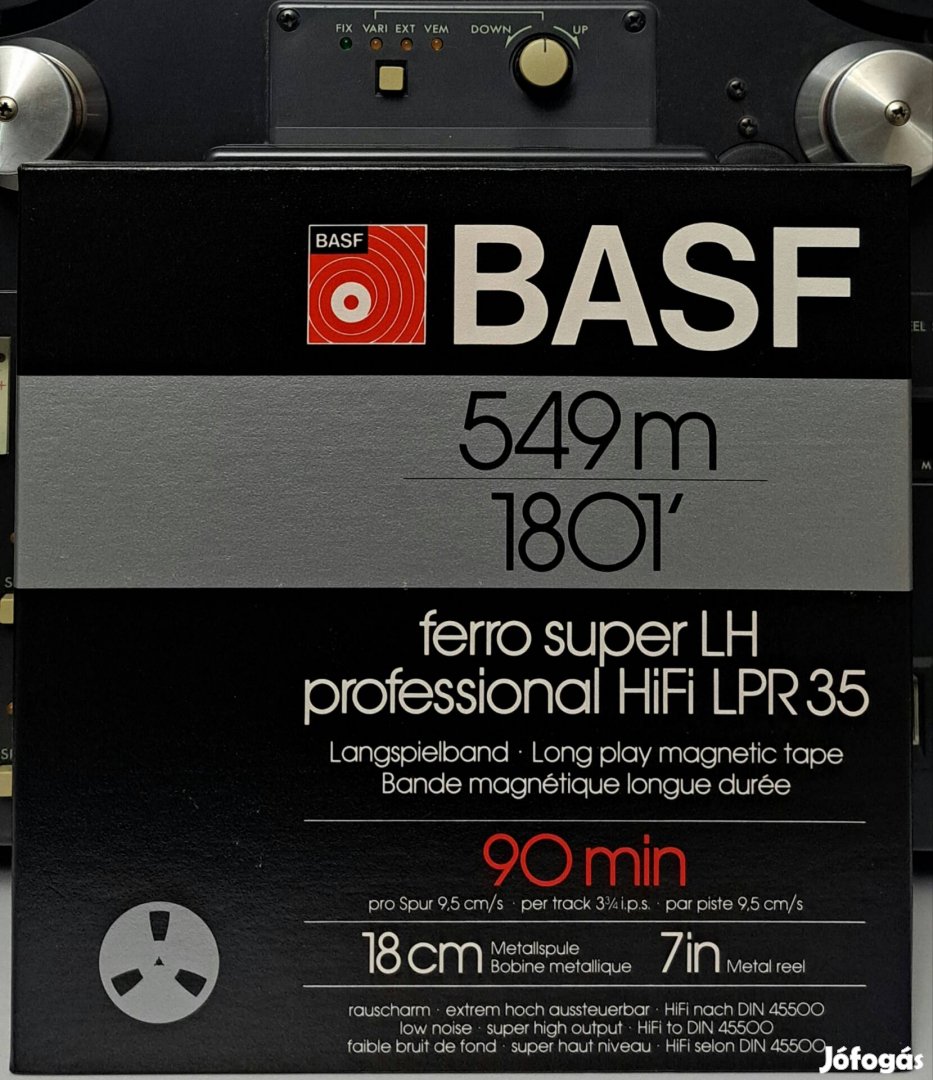 FIX VARI EXT VEM DOWN UP
BASF
BASF
549m
1801'
ferro super LH
professional HiFi LPR 35
Langspielband · Long play magnetic tape
Bande magnétique longue durée
90 min
pro Spur 9,5 cm/s · per track 3¾ i.p.s. · par piste 9,5 cm/s
18 cm Metallspule
Bobine metallique
7in Metal reel
rauscharm · extrem hoch aussteuerbar · HiFi nach DIN 45500
low noise · super high output · HiFi to DIN 45500
faible bruit de fond · super haut niveau · HiFi selon DIN 45500
Jófogás